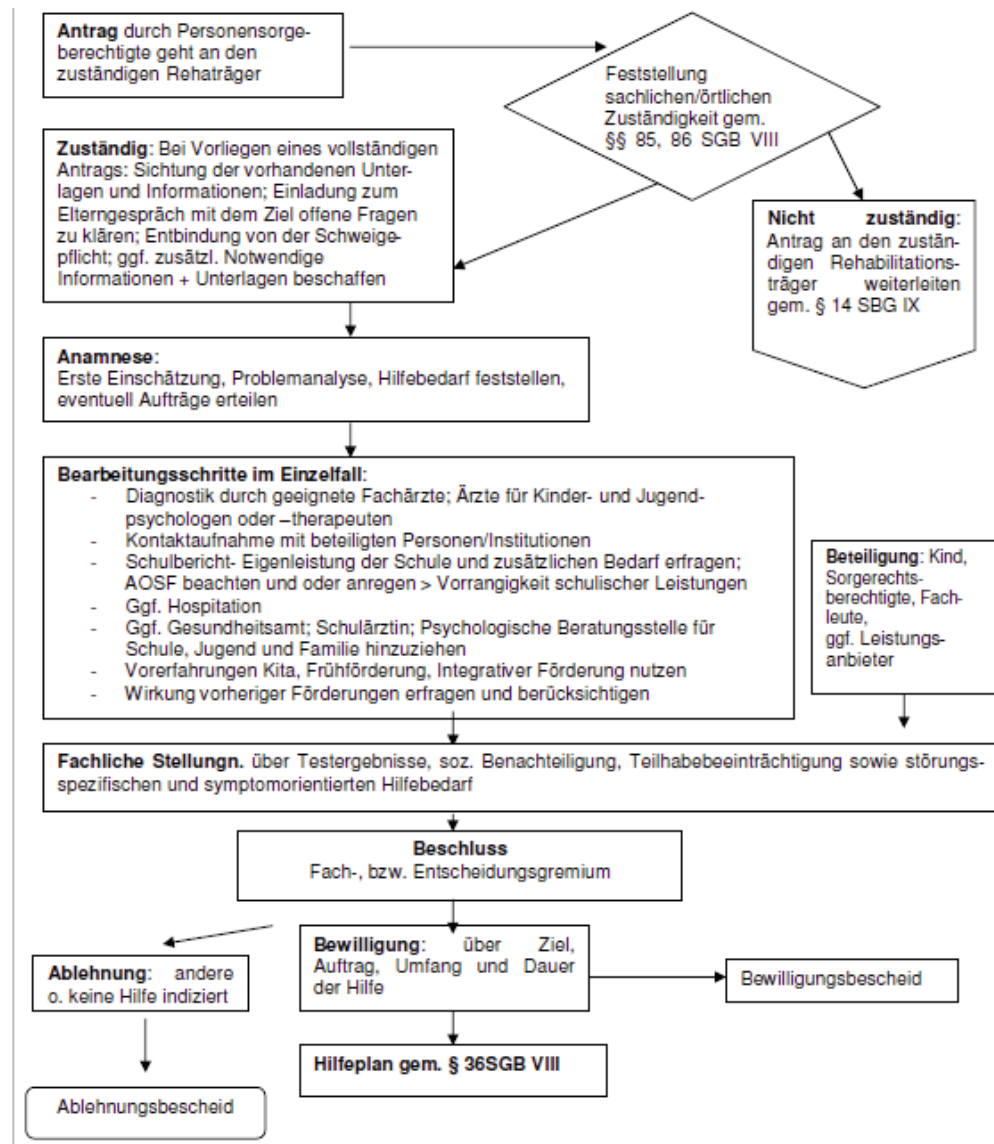 Antrag durch Personensorge-
berechtigte geht an den
zuständigen Rehaträger
Feststellung
sachlichen/örtlichen
Zuständigkeit gem.
§§ 85, 86 SGB VIII
Zuständig: Bei Vorliegen eines vollständigen
Antrags: Sichtung der vorhandenen Unter-
lagen und Informationen; Einladung zum
Elterngespräch mit dem Ziel offene Fragen
zu klären; Entbindung von der Schweige-
pflicht; ggf. zusätzl. Notwendige
Informationen + Unterlagen beschaffen
Nicht zuständig:
Antrag an den zustän-
digen Rehabilitations-
träger weiterleiten
gem. § 14 SBG IX
Anamnese:
Erste Einschätzung, Problemanalyse, Hilfebedarf feststellen,
eventuell Aufträge erteilen
Bearbeitungsschritte im Einzelfall:
- Diagnostik durch geeignete Fachärzte; Ärzte für Kinder- und Jugend-
psychologen oder –therapeuten
- Kontaktaufnahme mit beteiligten Personen/Institutionen
- Schulbericht- Eigenleistung der Schule und zusätzlichen Bedarf erfragen;
AOSF beachten und oder anregen > Vorrangigkeit schulischer Leistungen
- Ggf. Hospitation
- Ggf. Gesundheitsamt; Schulärztin; Psychologische Beratungsstelle für
Schule, Jugend und Familie hinzuziehen
- Vorerfahrungen Kita, Frühförderung, Integrativer Förderung nutzen
- Wirkung vorheriger Förderungen erfragen und berücksichtigen
Beteiligung: Kind,
Sorgerechts-
berechtigte, Fach-
leute,
ggf. Leistungs-
anbieter
Fachliche Stellungn. über Testergebnisse, soz. Benachteiligung, Teilhabebeeinträchtigung sowie störungs-
spezifischen und symptomorientierten Hilfebedarf
Beschluss
Fach-, bzw. Entscheidungsgremium
Ablehnung: andere
o. keine Hilfe indiziert
Bewilligung: über Ziel,
Auftrag, Umfang und Dauer
der Hilfe
Bewilligungsbescheid
Hilfeplan gem. § 36SGB VIII
Ablehnungsbescheid